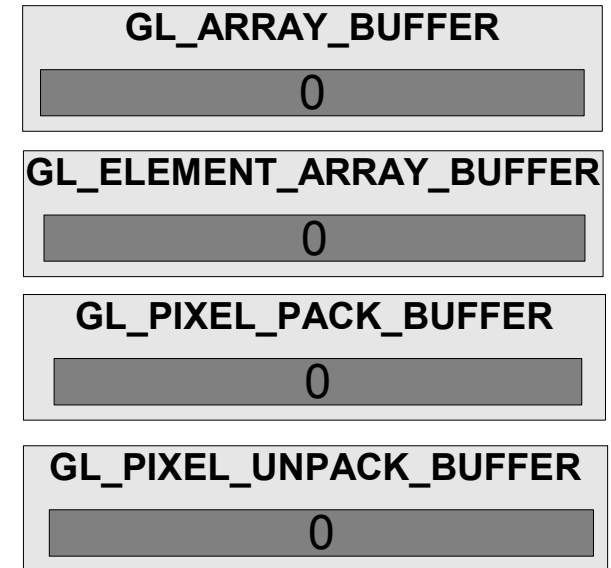 GL_ARRAY_BUFFER
0
GL_ELEMENT_ARRAY_BUFFER
0
GL_PIXEL_PACK_BUFFER
0
GL_PIXEL_UNPACK_BUFFER
0